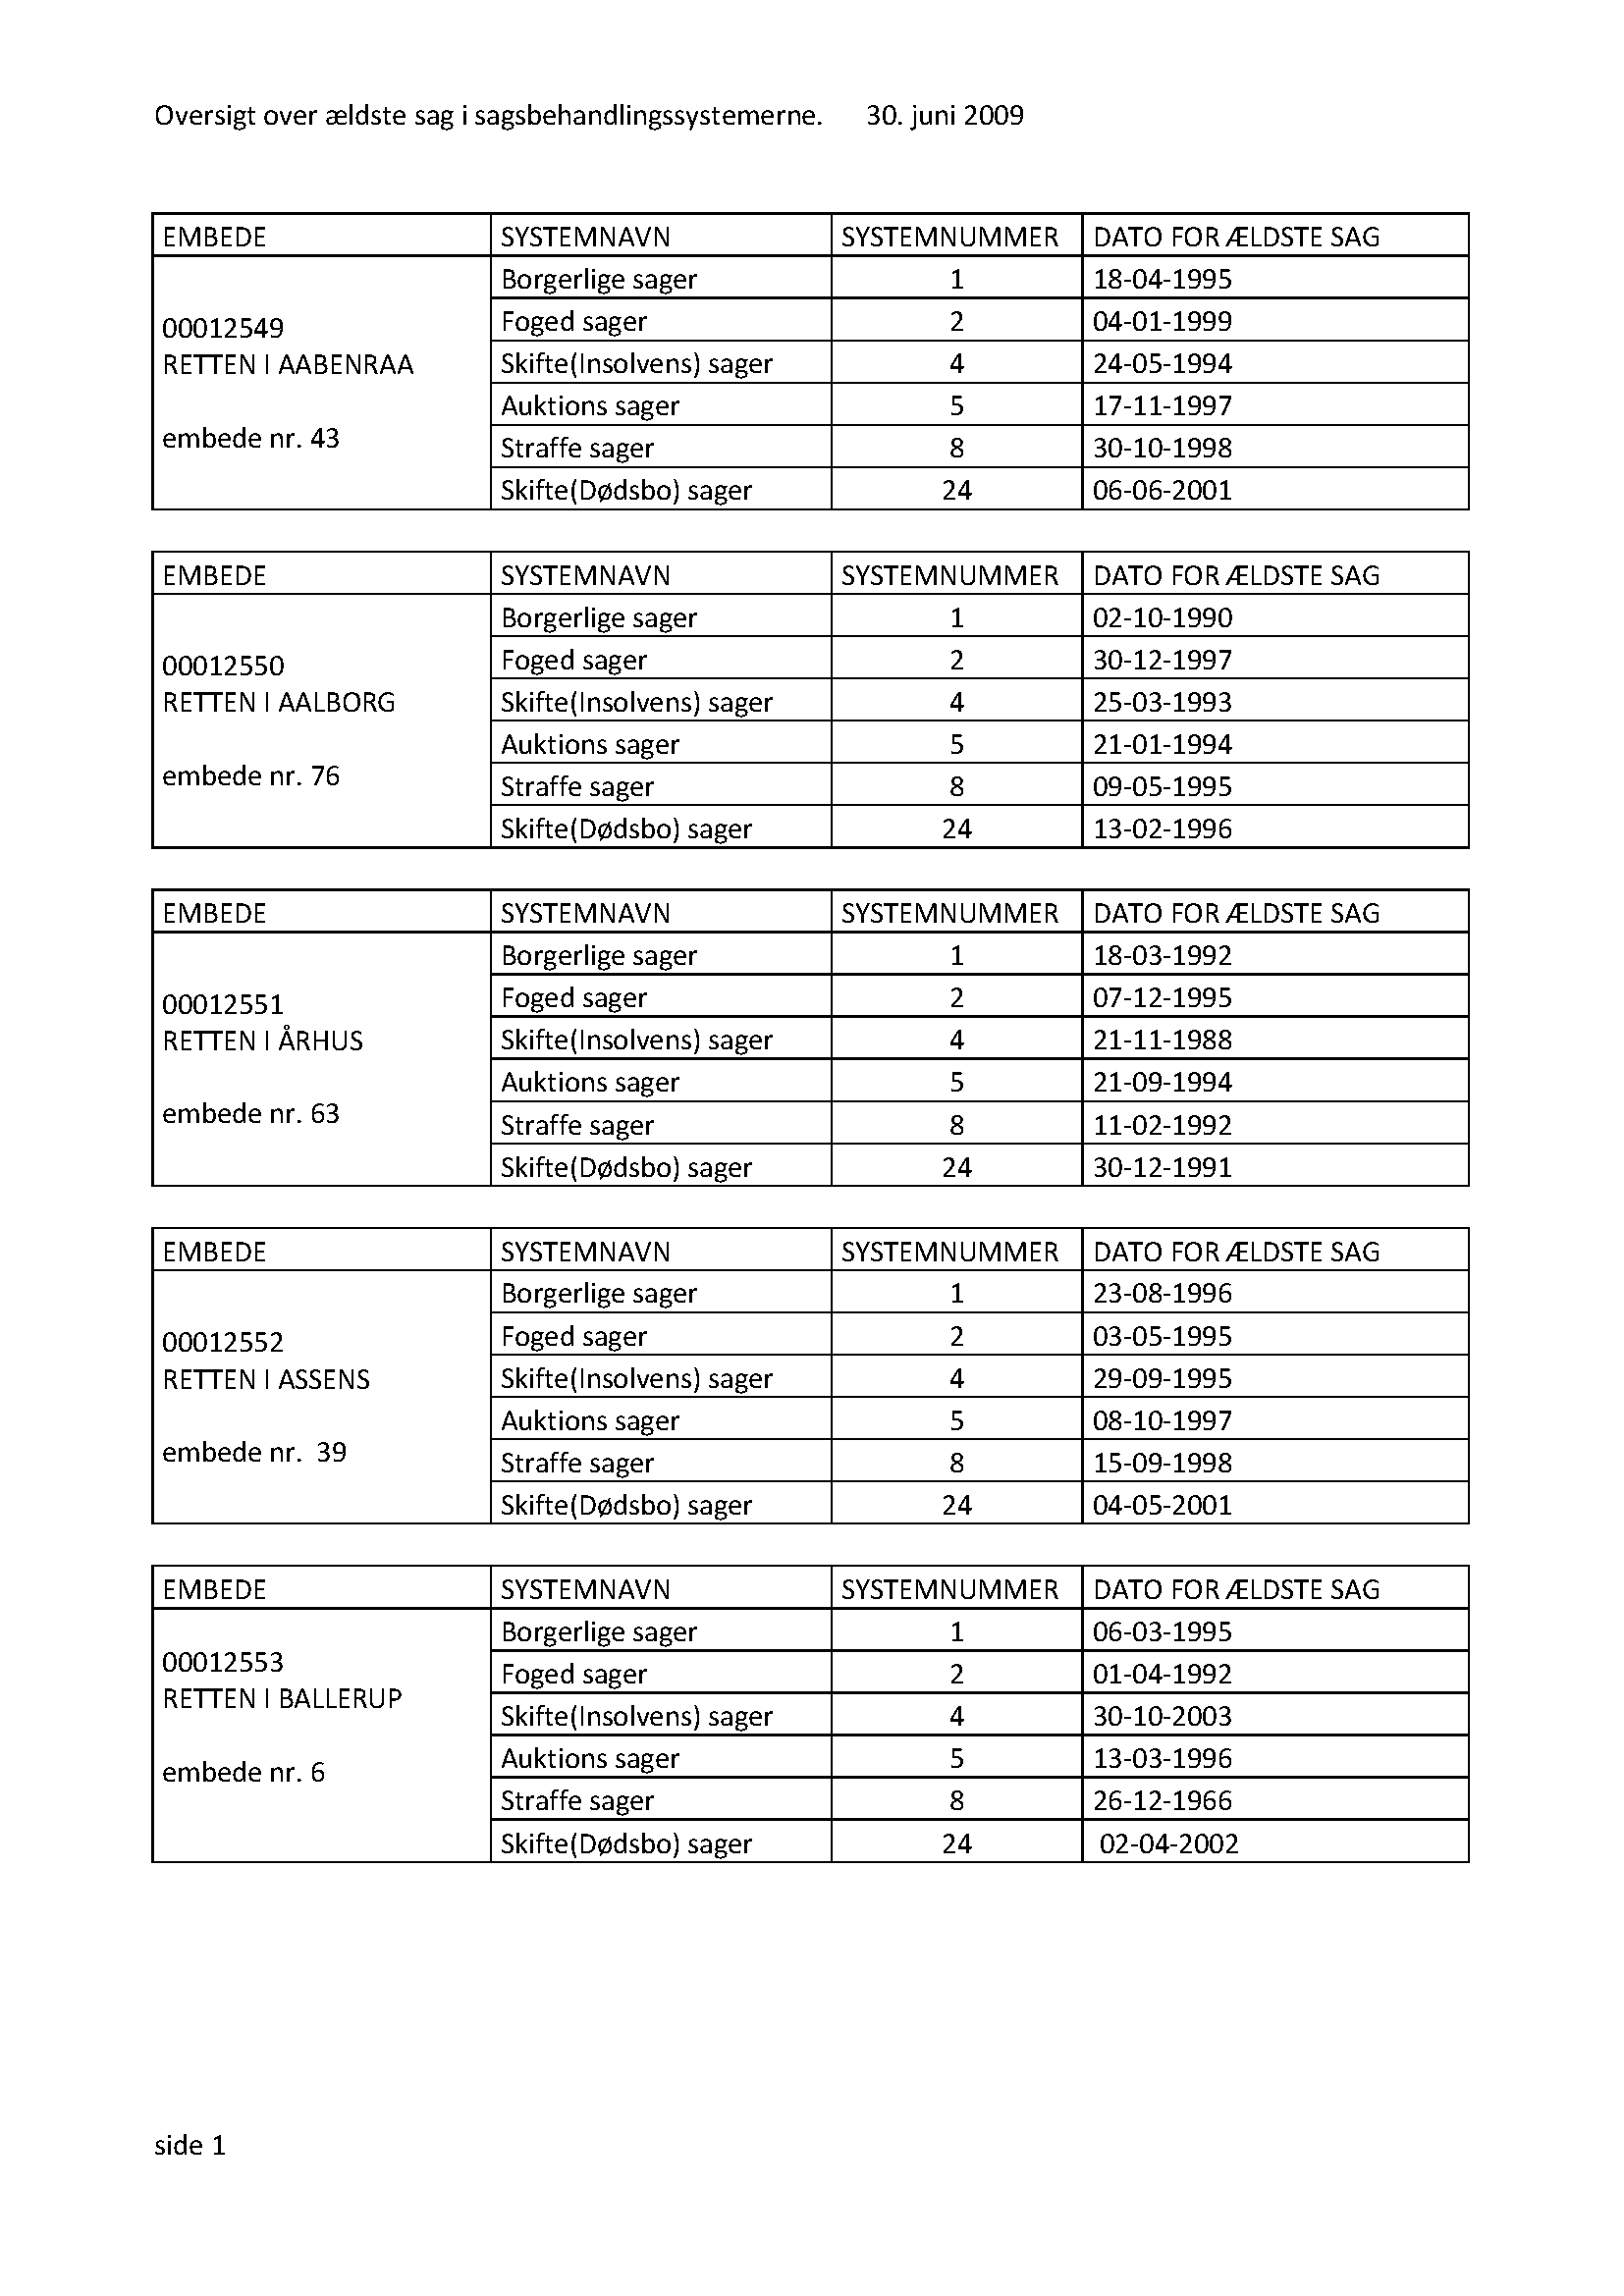 Oversigt over ældste sag i sagsbehandlingssystemerne. 30. juni 2009
EMBEDE SYSTEMNAVN SYSTEMNUMMER DATO FOR ÆLDSTE SAG
00012549
RETTEN I AABENRAA
embede nr. 43
Borgerlige sager 1 18-04-1995
Foged sager 2 04-01-1999
Skifte(Insolvens) sager 4 24-05-1994
Auktions sager 5 17-11-1997
Straffe sager 8 30-10-1998
Skifte(Dødsbo) sager 24 06-06-2001
EMBEDE SYSTEMNAVN SYSTEMNUMMER DATO FOR ÆLDSTE SAG
00012550
RETTEN I AALBORG
embede nr. 76
Borgerlige sager 1 02-10-1990
Foged sager 2 30-12-1997
Skifte(Insolvens) sager 4 25-03-1993
Auktions sager 5 21-01-1994
Straffe sager 8 09-05-1995
Skifte(Dødsbo) sager 24 13-02-1996
EMBEDE SYSTEMNAVN SYSTEMNUMMER DATO FOR ÆLDSTE SAG
00012551
RETTEN I ÅRHUS
embede nr. 63
Borgerlige sager 1 18-03-1992
Foged sager 2 07-12-1995
Skifte(Insolvens) sager 4 21-11-1988
Auktions sager 5 21-09-1994
Straffe sager 8 11-02-1992
Skifte(Dødsbo) sager 24 30-12-1991
EMBEDE SYSTEMNAVN SYSTEMNUMMER DATO FOR ÆLDSTE SAG
00012552
RETTEN I ASSENS
embede nr. 39
Borgerlige sager 1 23-08-1996
Foged sager 2 03-05-1995
Skifte(Insolvens) sager 4 29-09-1995
Auktions sager 5 08-10-1997
Straffe sager 8 15-09-1998
Skifte(Dødsbo) sager 24 04-05-2001
EMBEDE SYSTEMNAVN SYSTEMNUMMER DATO FOR ÆLDSTE SAG
00012553
RETTEN I BALLERUP
embede nr. 6
Borgerlige sager 1 06-03-1995
Foged sager 2 01-04-1992
Skifte(Insolvens) sager 4 30-10-2003
Auktions sager 5 13-03-1996
Straffe sager 8 26-12-1966
Skifte(Dødsbo) sager 24 02-04-2002
side 1